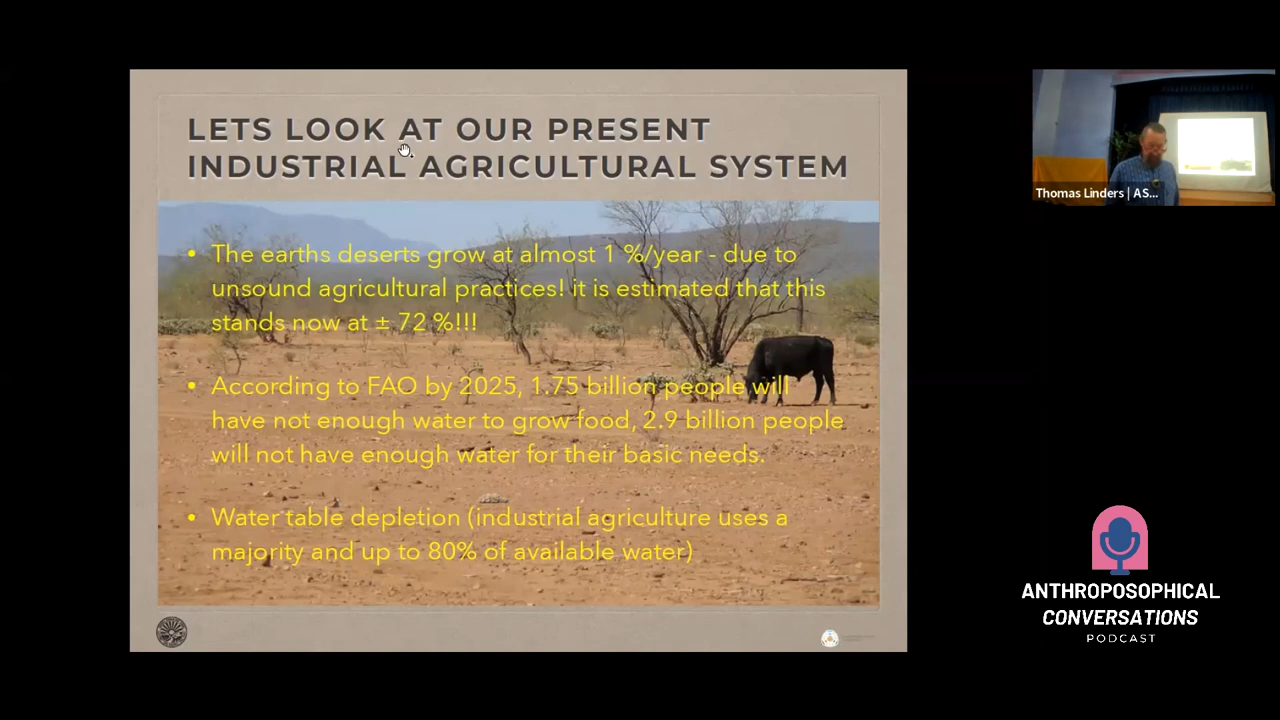 LETS LOOK AT OUR PRESENT
INDUSTRIAL AGRICULTURAL SYSTEM
• The earths deserts grow at almost 1 %/year - due to
unsound agricultural practices! it is estimated that this
stands now at ± 72 %!!!
• According to FAO by 2025, 1.75 billion people will
have not enough water to grow food, 2.9 billion people
will not have enough water for their basic needs.
• Water table depletion (industrial agriculture uses a
majority and up to 80% of available water)
Thomas Linders | AS...
ANTHROPOSOPHICAL
CONVERSATIONS
PODCAST